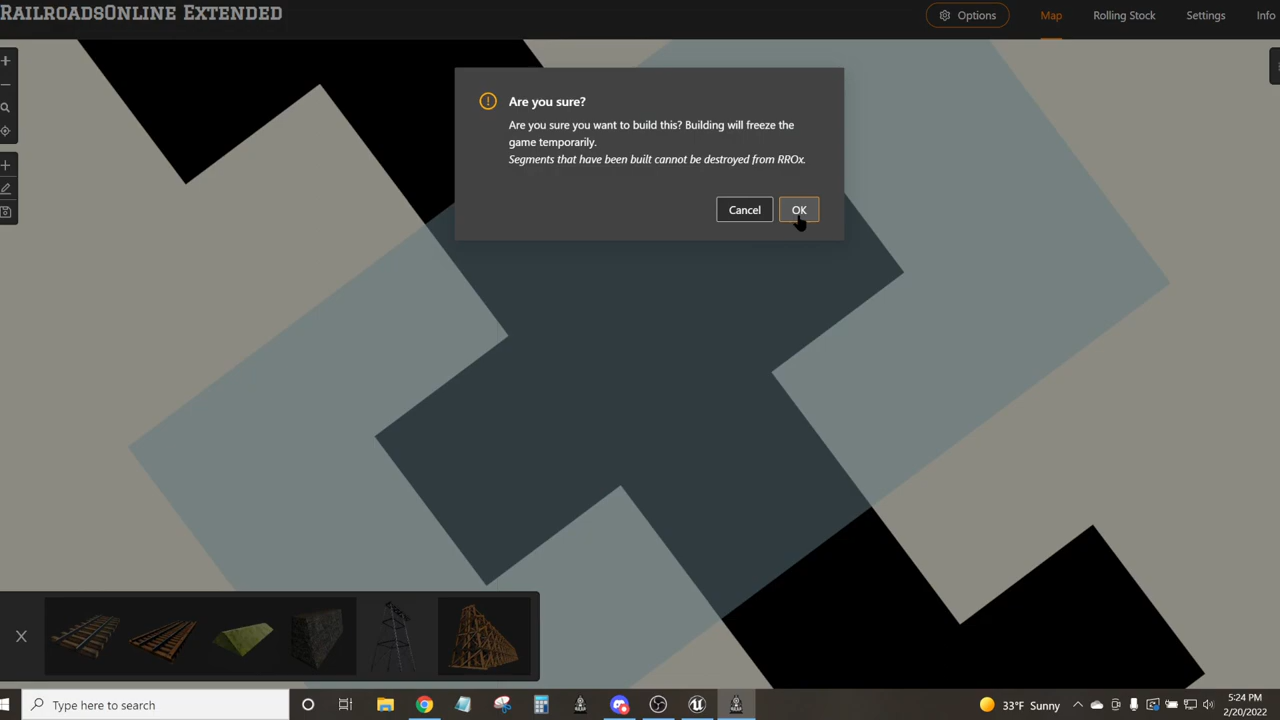 RailroadsOnline Extended
Options
Map
Rolling Stock
Settings
Info
Are you sure?
Are you sure you want to build this? Building will freeze the
game temporarily.
Segments that have been built cannot be destroyed from RROx.
Cancel
OK
Type here to search
33°F Sunny
5:24 PM
2/20/2022